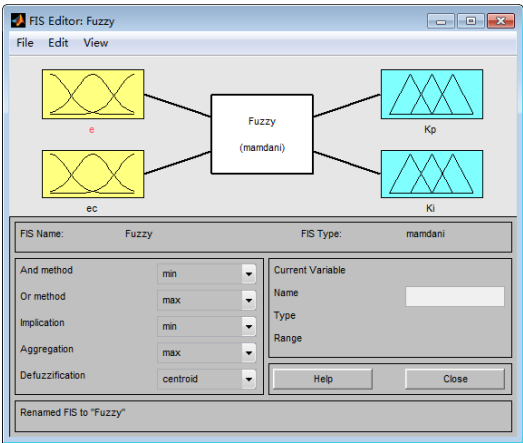 FIS Editor: Fuzzy
File Edit View
e
ec
Fuzzy
(mamdani)
Kp
Ki
FIS Name: Fuzzy FIS Type: mamdani
And method min
Or method max
Implication min
Aggregation max
Defuzzification centroid
Current Variable
Name
Type
Range
Help Close
Renamed FIS to "Fuzzy"